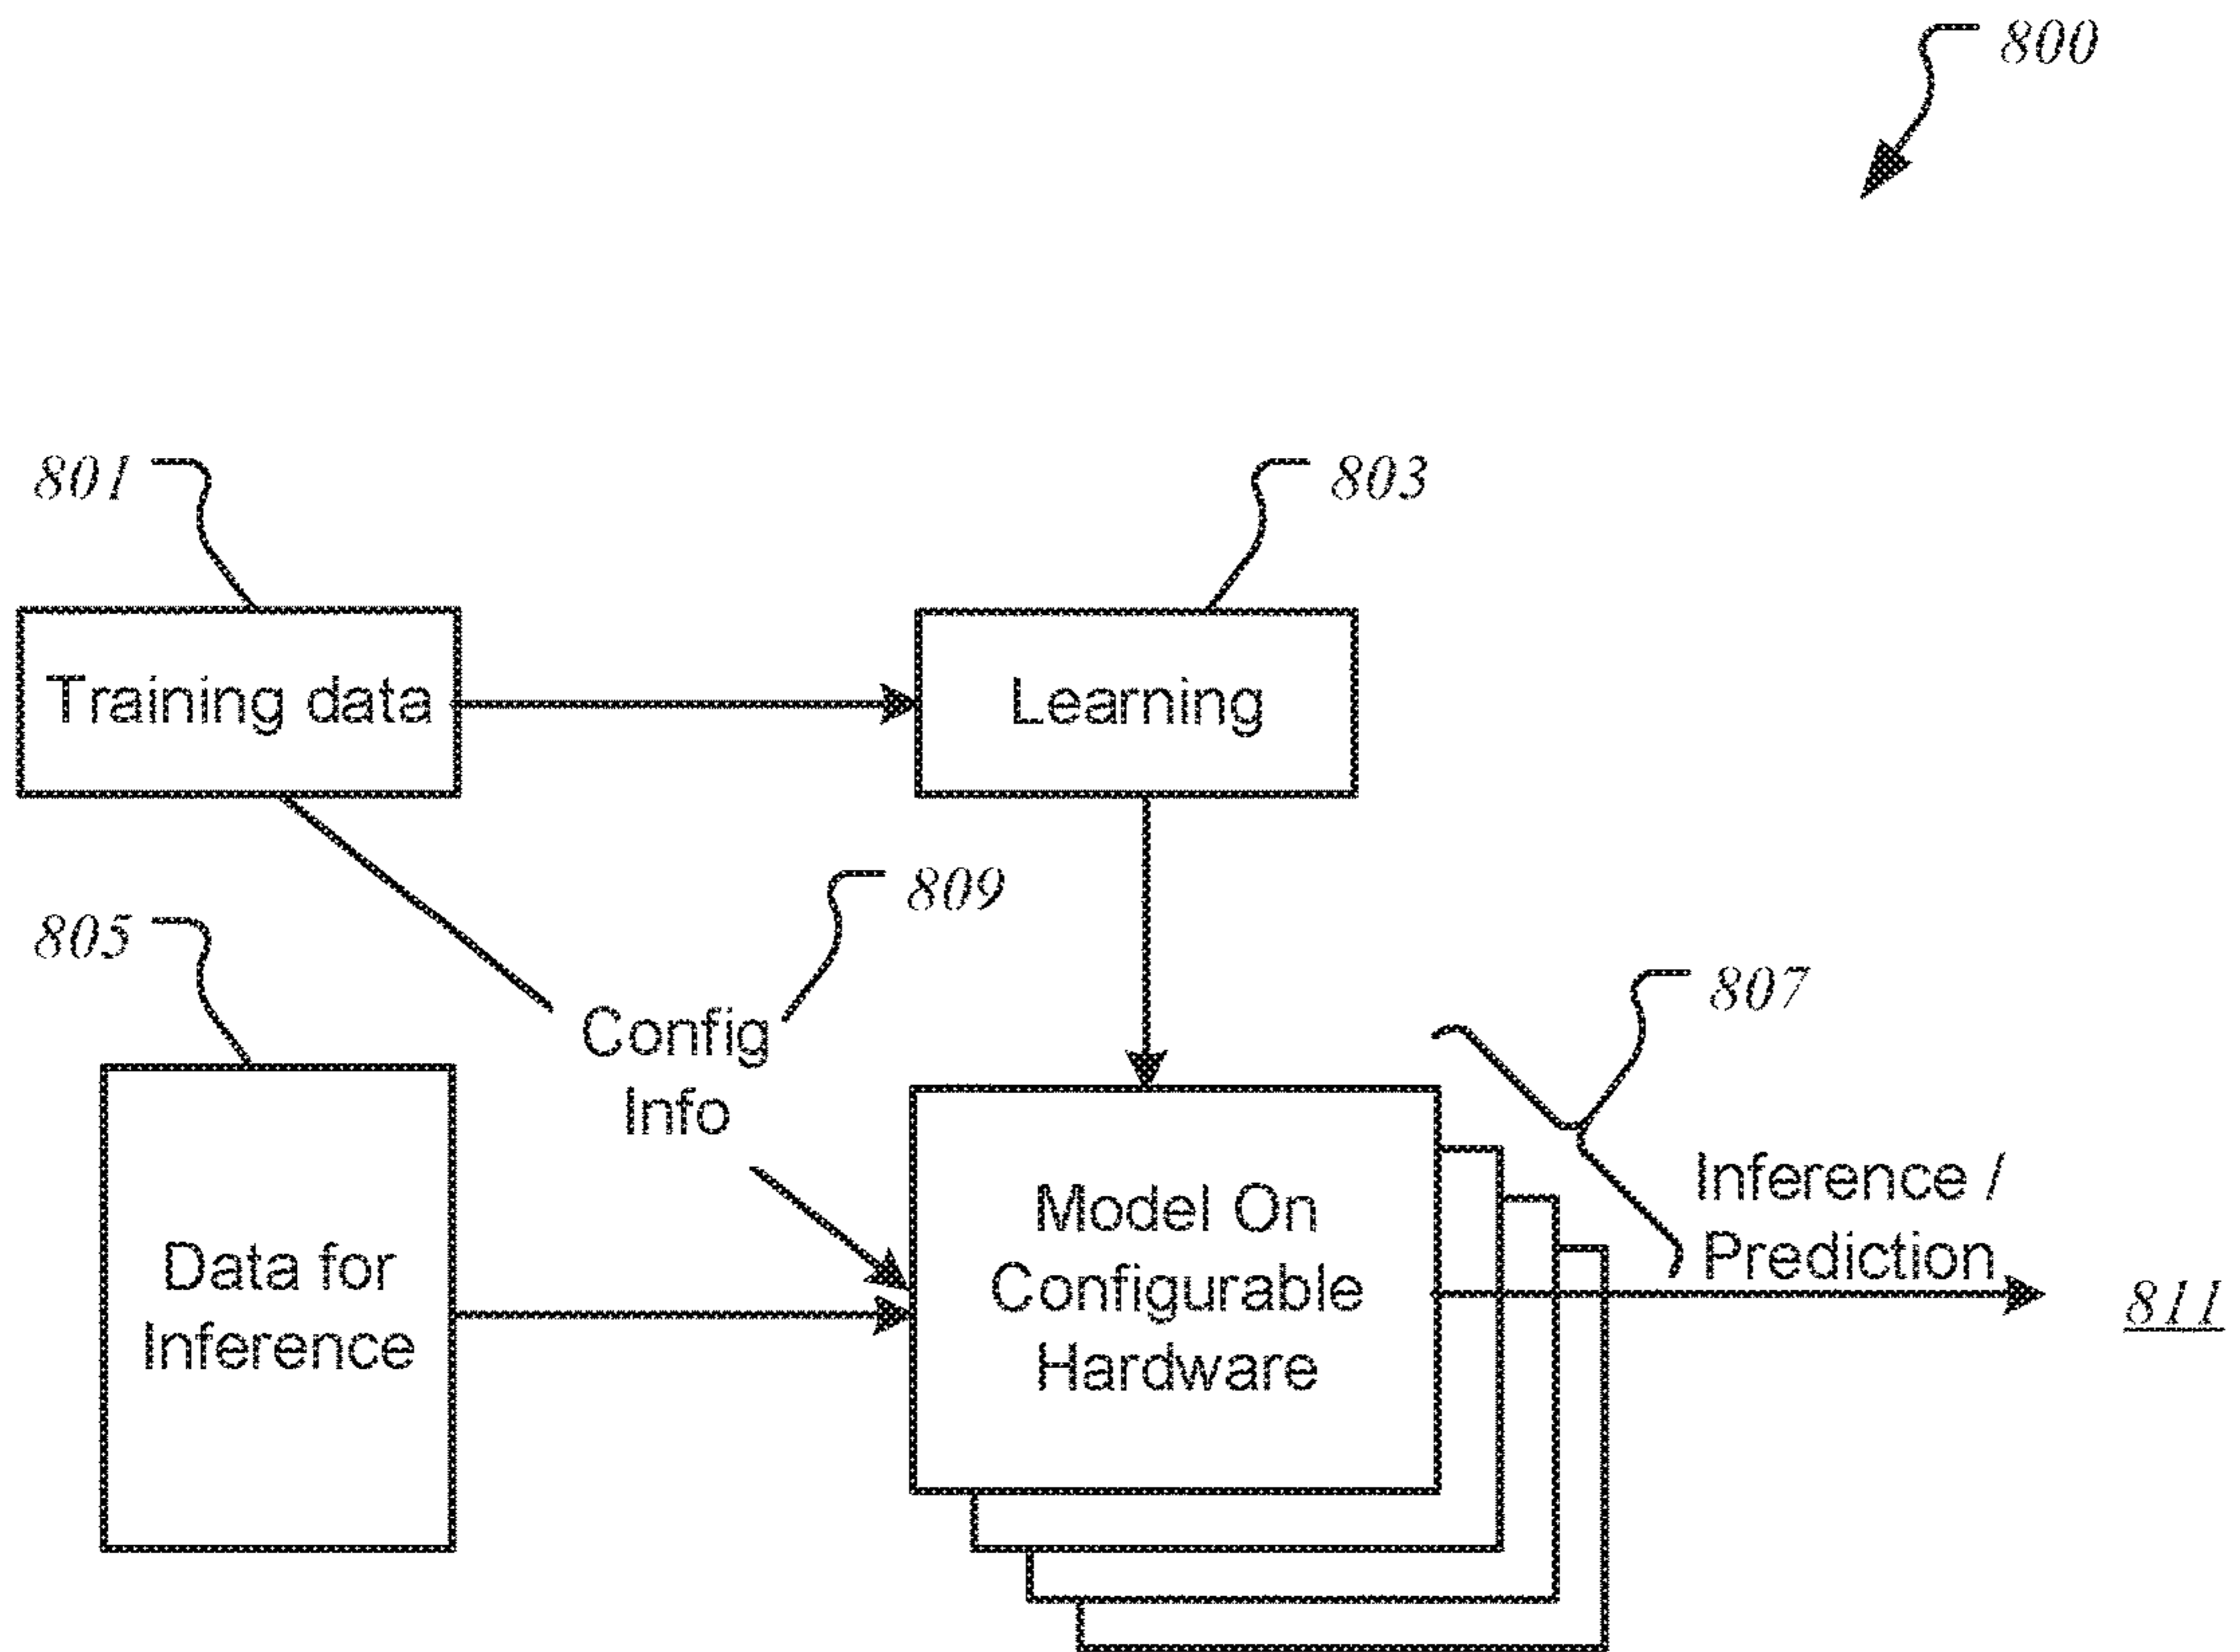 800
801
803
Training data
Learning
809
805
807
Config
Info
Inference /
Prediction
Model On
Configurable
Hardware
Data for
Inference
811